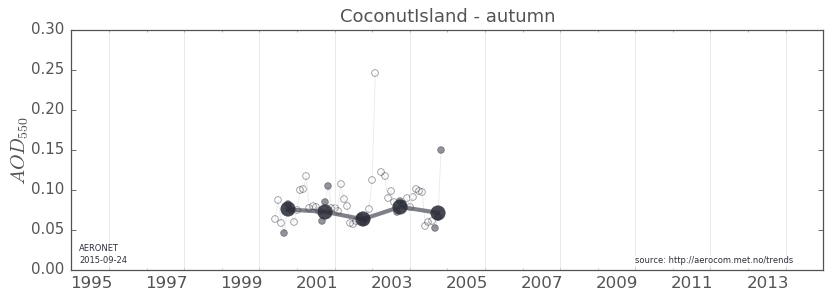 CoconutIsland - autumn
0.30
0.25
0.20
0.15
0.10
0.05
0.00
AOD550
AERONET
2015-09-24
source: http://aerocom.met.no/trends
1995 1997 1999 2001 2003 2005 2007 2009 2011 2013